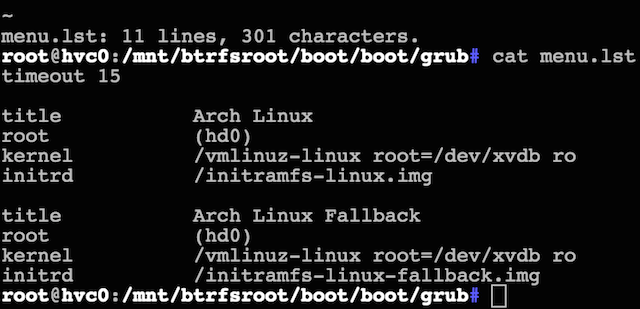 ~
menu.lst: 11 lines, 301 characters.
root@hvc0:/mnt/btrfsroot/boot/boot/grub# cat menu.lst
timeout 15
title Arch Linux
root (hd0)
kernel /vmlinuz-linux root=/dev/xvdb ro
initrd /initramfs-linux.img
title Arch Linux Fallback
root (hd0)
kernel /vmlinuz-linux root=/dev/xvdb ro
initrd /initramfs-linux-fallback.img
root@hvc0:/mnt/btrfsroot/boot/boot/grub#